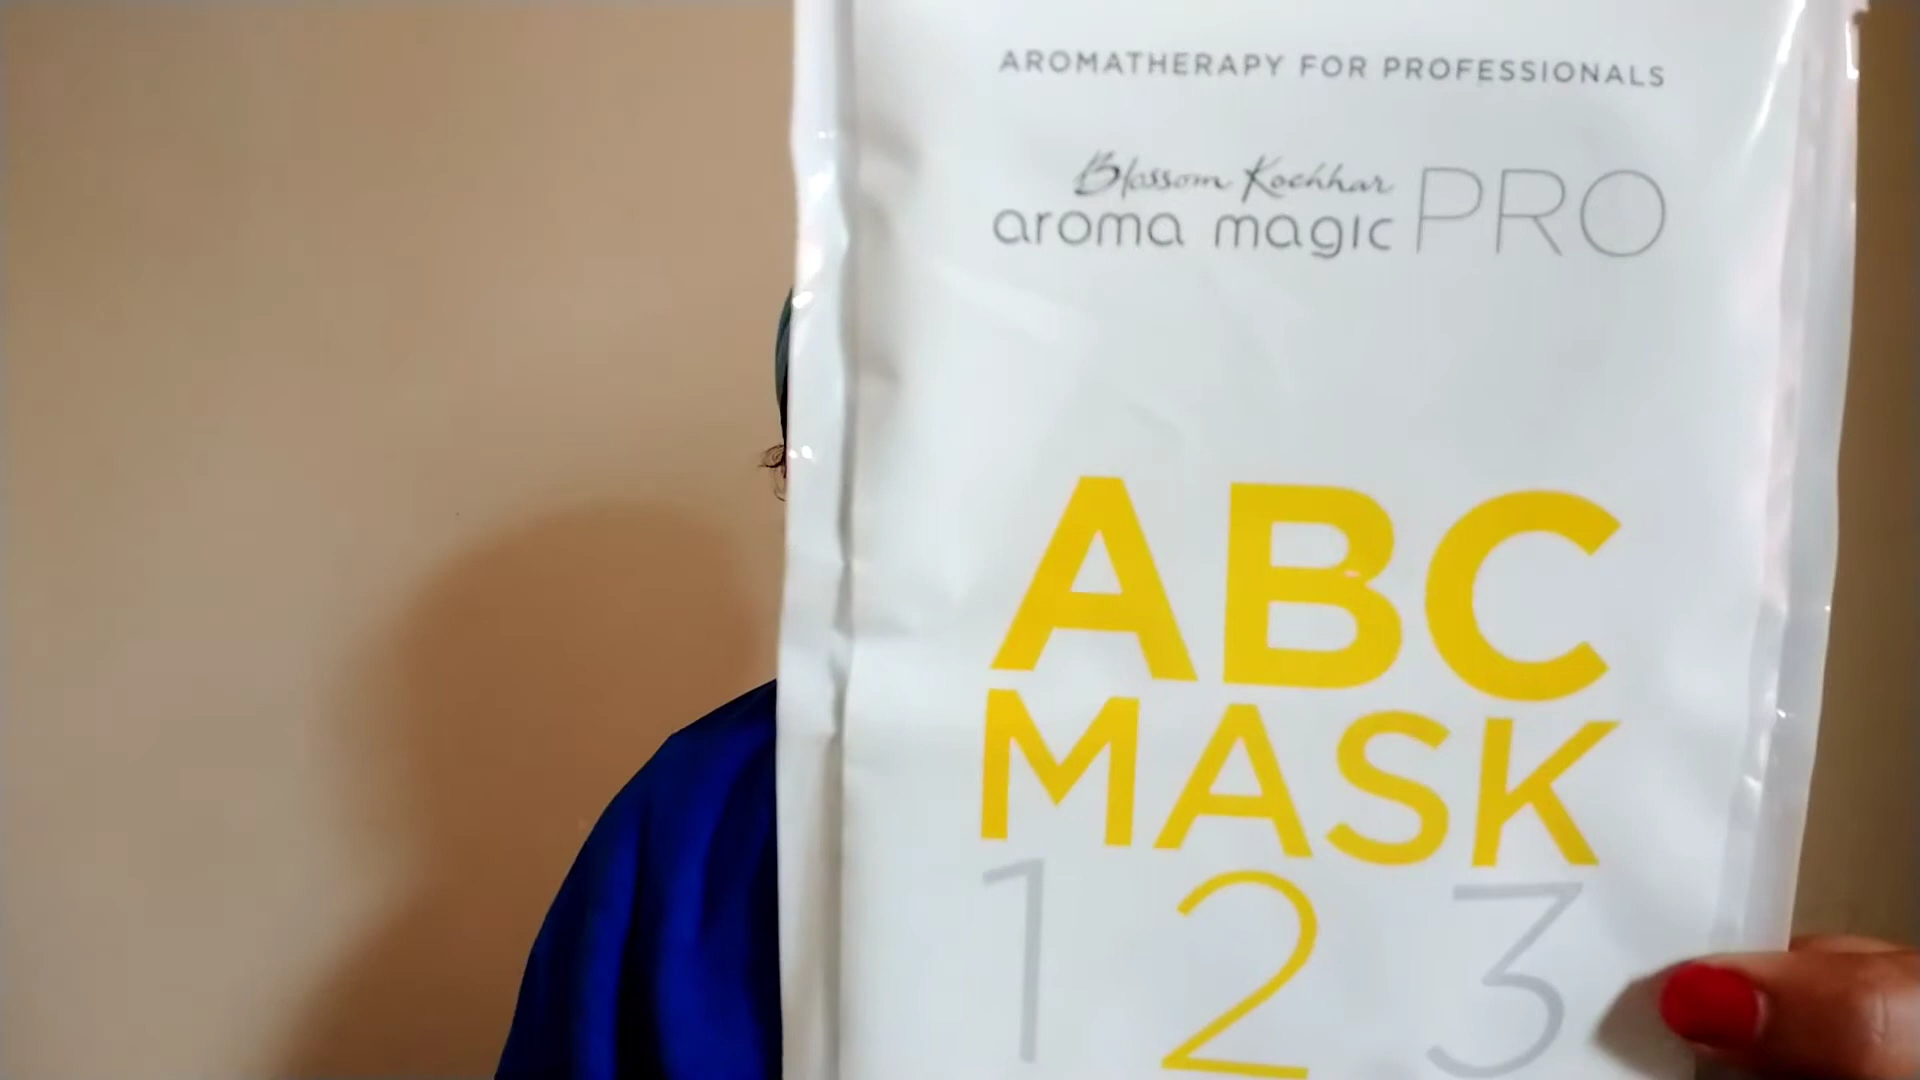 AROMATHERAPY FOR PROFESSIONALS
Blossom Kochhar
aroma magic PRO
ABC
MASK
1 2 3